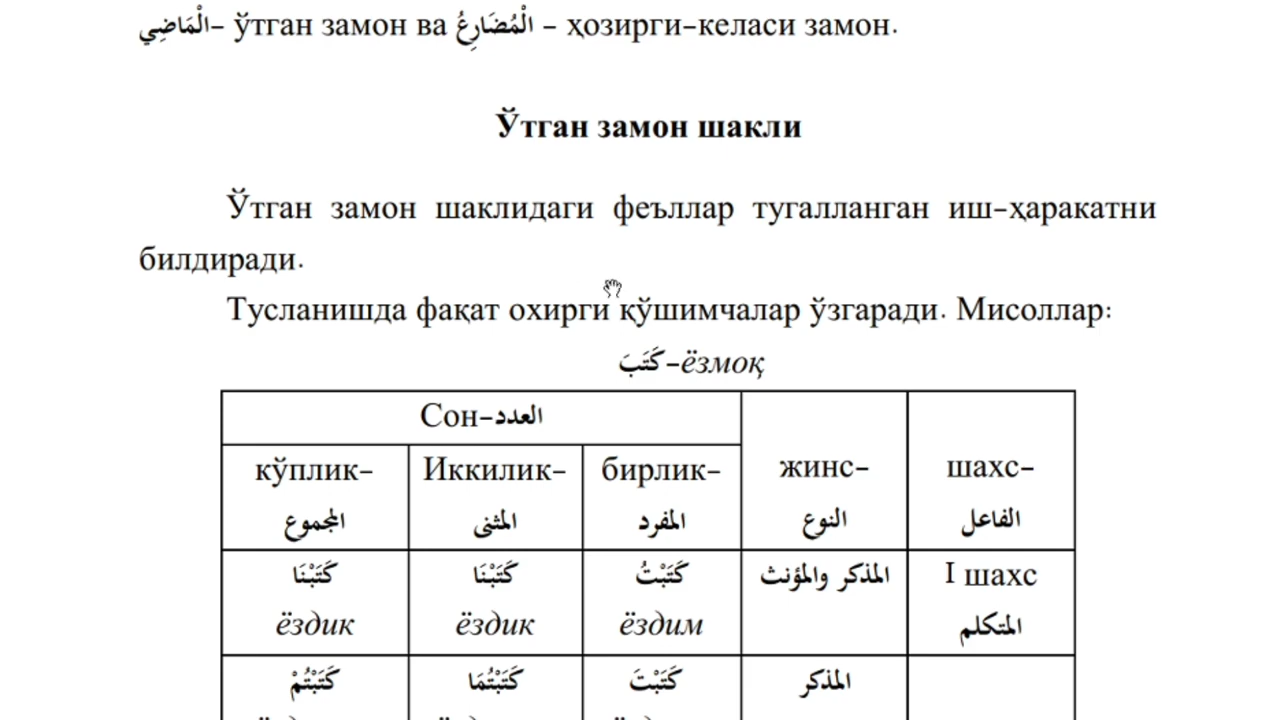 الْمَاضِي– ўтган замон ва الْمُضَارِعُ – ҳозирги-келаси замон.
Ўтган замон шакли
Ўтган замон шаклидаги феъллар тугалланган иш-ҳаракатни
билдиради.
Тусланишда фақат охирги қўшимчалар ўзгаради. Мисоллар:
كَتَبَ–ёзмоқ
Сон–العدد
кўплик– Иккилик– бирлик– жинс– шахс–
المجموع المثنى المفرد النوع الفاعل
كَتَبْنَا كَتَبْنَا كَتَبْتُ المذكر والمؤنث I шахс
ёздик ёздик ёздим المتكلم
كَتَبْتُمْ كَتَبْتُمَا كَتَبْتَ المذكر